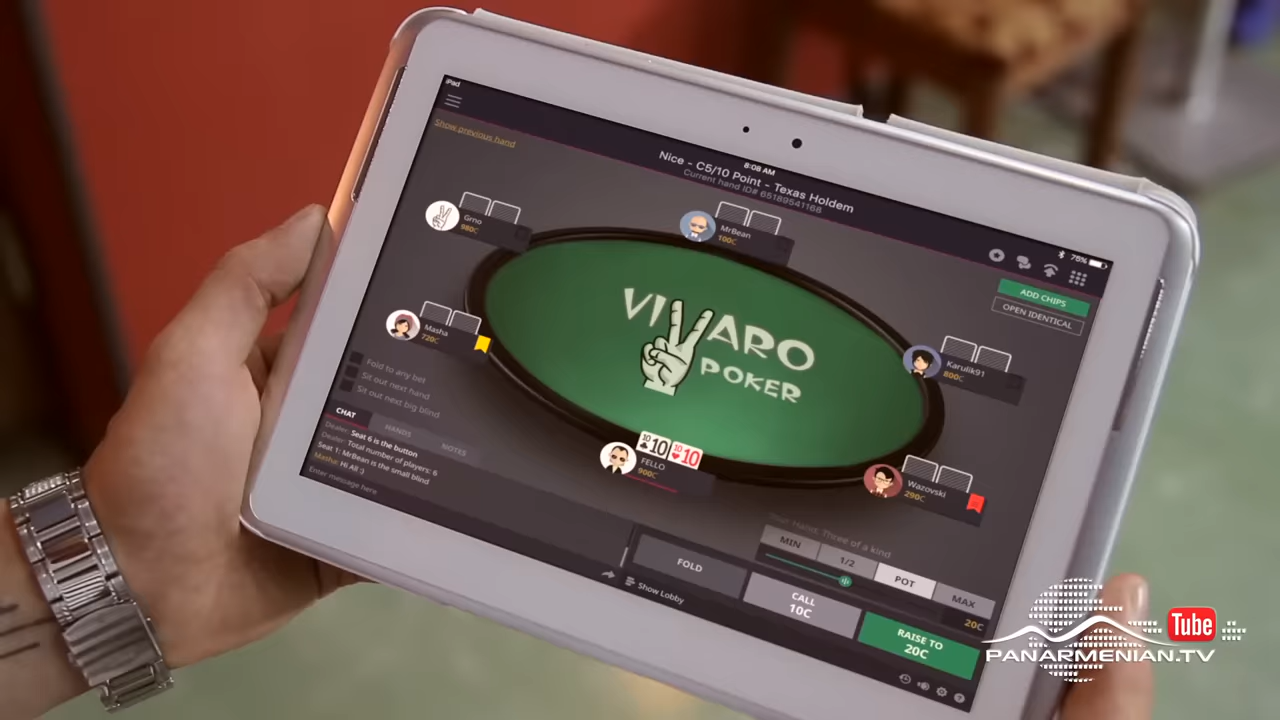 iPad
8:08 AM
75%
Nice - C5/10 Point - Texas Holdem
Current hand ID# 65189541168
Show previous hand
ADD CHIPS
OPEN IDENTICAL
Grno
980C
MrBean
100C
Masha
720C
Karulik91
800C
VIVARO
POKER
10 10
10 10
FELLO
900C
Wazovski
290C
Fold to any bet
Sit out next hand
Sit out next big blind
CHAT
HANDS
NOTES
Dealer: Seat 6 is the button
Dealer: Total number of players: 6
Seat 1: MrBean is the small blind
Masha: Hi All :)
Enter message here
Your Hand: Three of a kind
MIN
1/2
POT
MAX
20C
FOLD
CALL
10C
RAISE TO
20C
Show Lobby
Tube
PANARMENIAN.TV